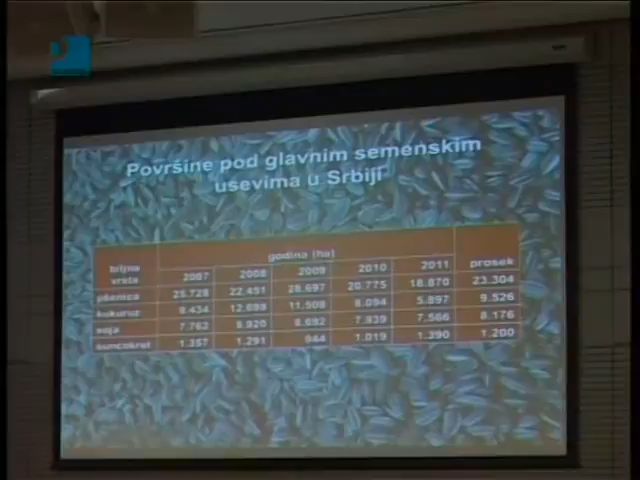 Površine pod glavnim semenskim
usevima u Srbiji
biljna vrsta godina (ha) prosek
2007 2008 2009 2010 2011
pšenica 25.728 22.451 28.697 20.775 18.870 23.304
kukuruz 9.434 12.699 11.508 8.094 5.897 9.526
soja 7.762 8.920 8.692 7.939 7.566 8.176
suncokret 1.357 1.291 944 1.019 1.390 1.200